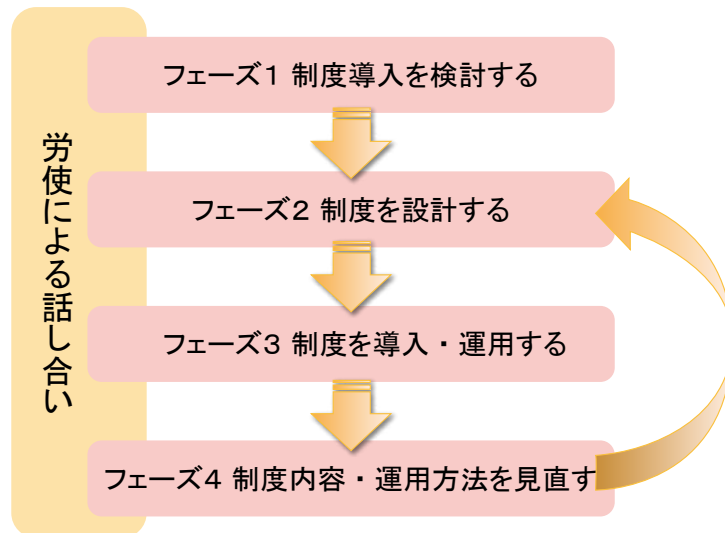 労使による話し合い
フェーズ1 制度導入を検討する
フェーズ2 制度を設計する
フェーズ3 制度を導入・運用する
フェーズ4 制度内容・運用方法を見直す